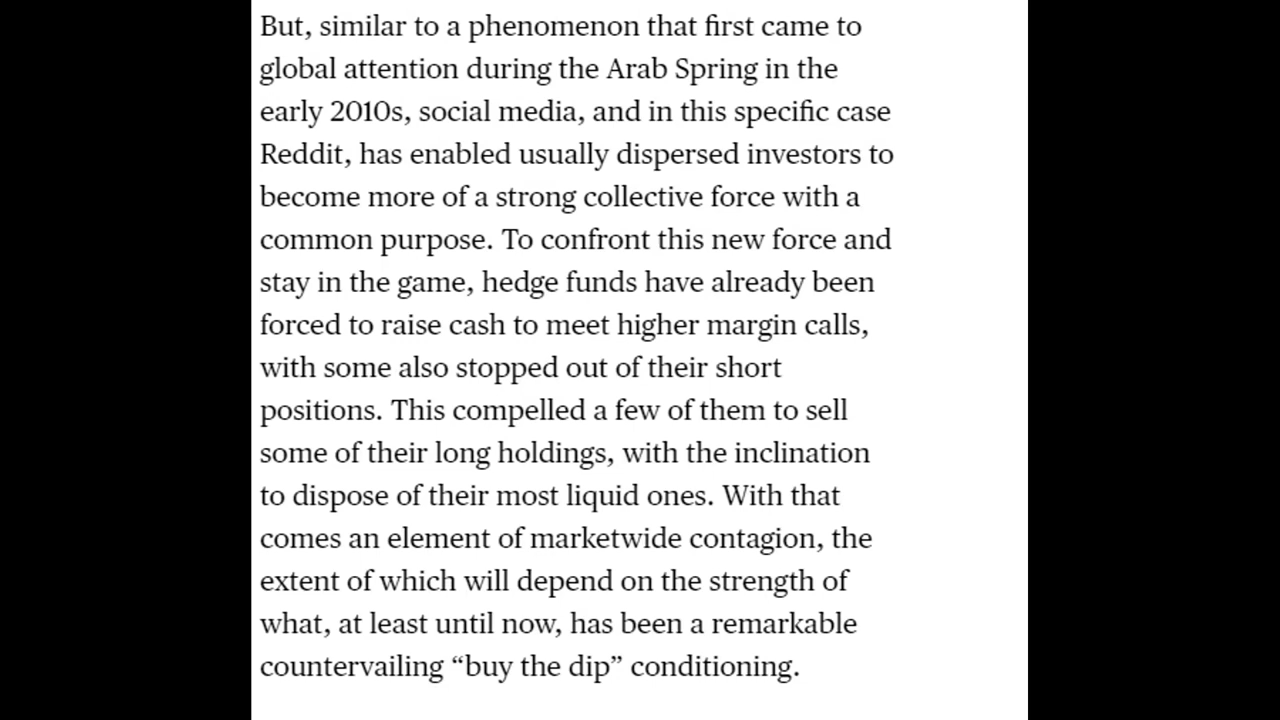 But, similar to a phenomenon that first came to
global attention during the Arab Spring in the
early 2010s, social media, and in this specific case
Reddit, has enabled usually dispersed investors to
become more of a strong collective force with a
common purpose. To confront this new force and
stay in the game, hedge funds have already been
forced to raise cash to meet higher margin calls,
with some also stopped out of their short
positions. This compelled a few of them to sell
some of their long holdings, with the inclination
to dispose of their most liquid ones. With that
comes an element of marketwide contagion, the
extent of which will depend on the strength of
what, at least until now, has been a remarkable
countervailing “buy the dip” conditioning.